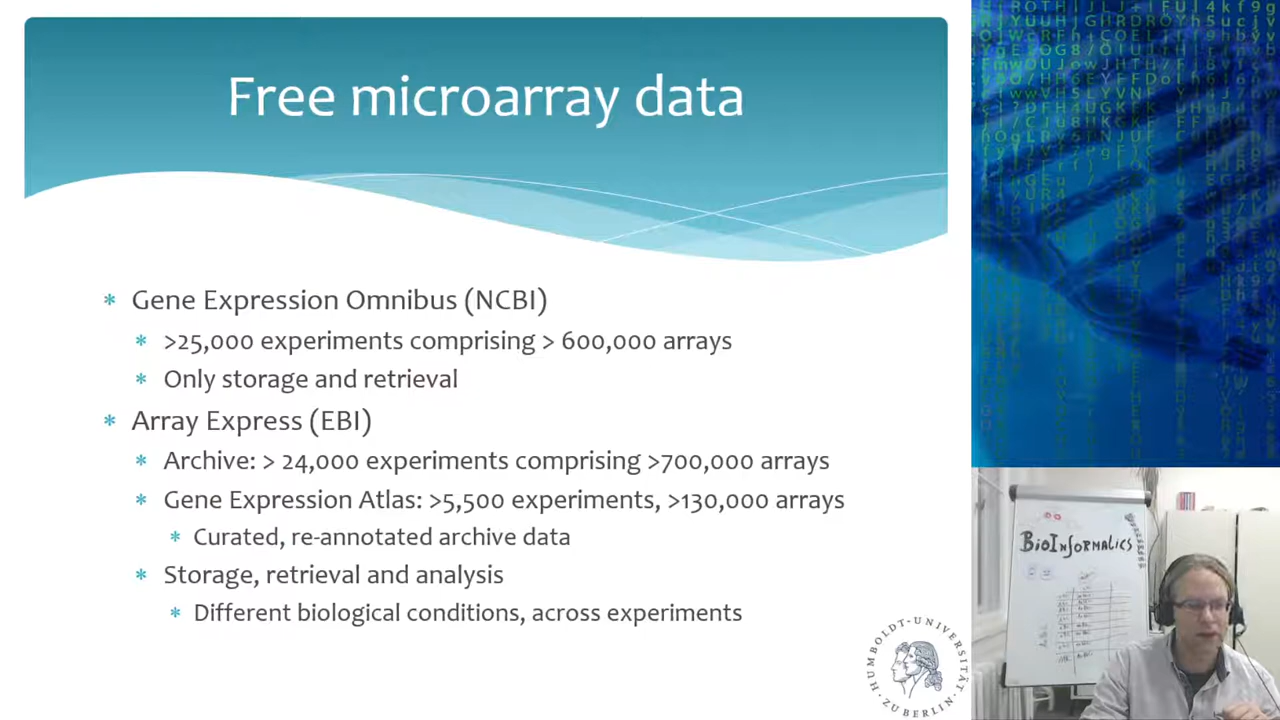 Free microarray data
Gene Expression Omnibus (NCBI)
>25,000 experiments comprising > 600,000 arrays
Only storage and retrieval
Array Express (EBI)
Archive: > 24,000 experiments comprising >700,000 arrays
Gene Expression Atlas: >5,500 experiments, >130,000 arrays
Curated, re-annotated archive data
Storage, retrieval and analysis
Different biological conditions, across experiments
HUMBOLDT-UNIVERSITÄT
ZU BERLIN
BioInformatics